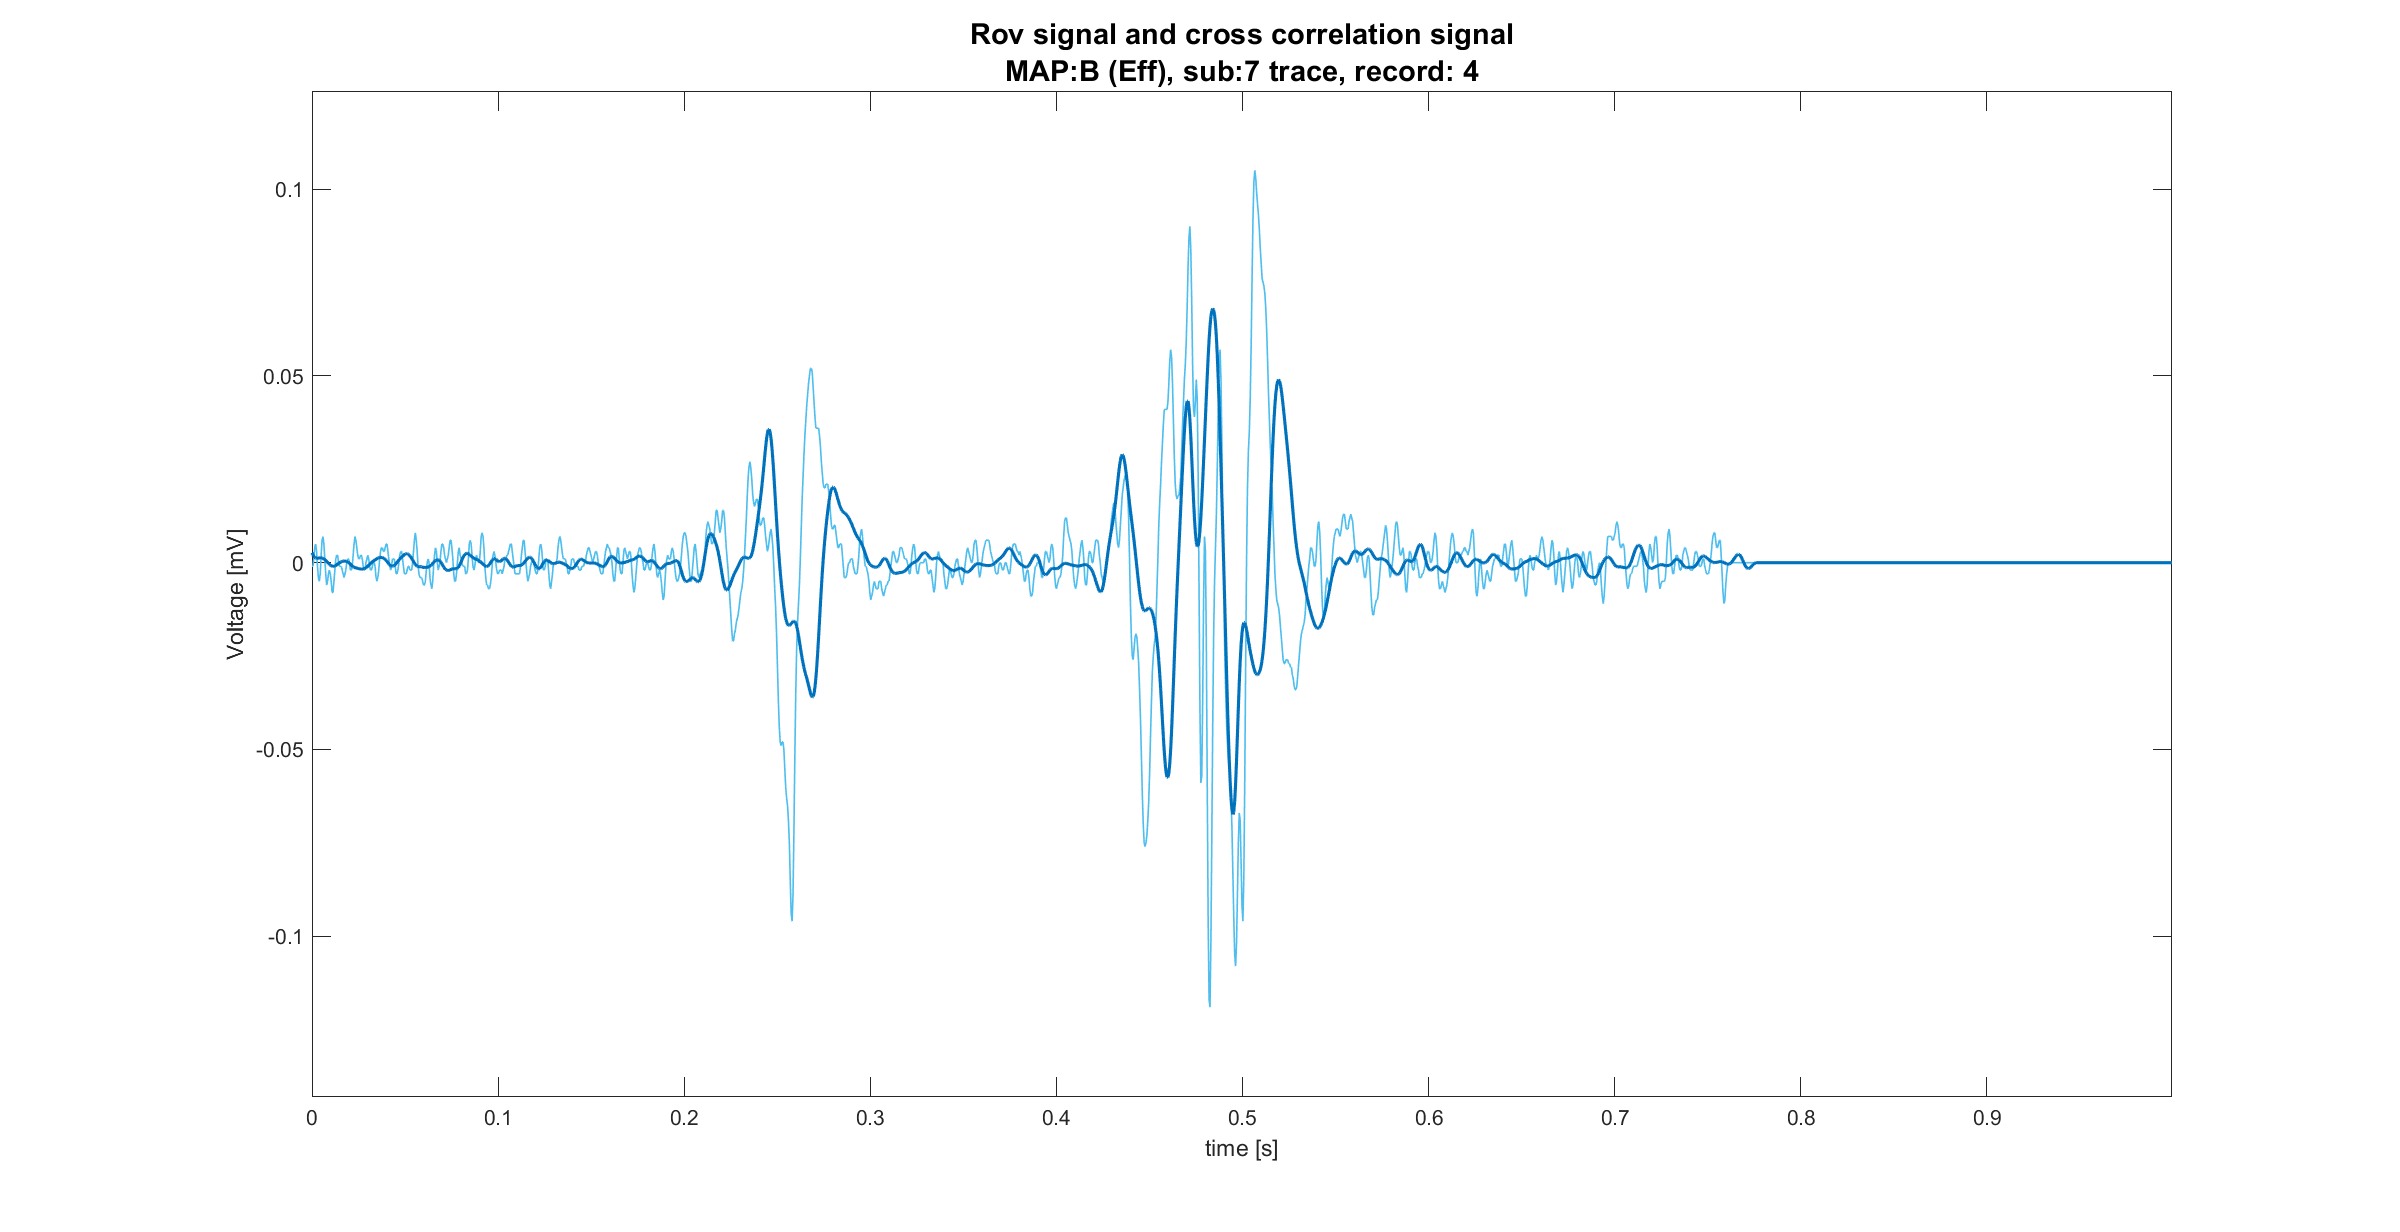 Rov signal and cross correlation signal
MAP:B (Eff), sub:7 trace, record: 4
0.1
0.05
0
-0.05
-0.1
Voltage [mV]
0 0.1 0.2 0.3 0.4 0.5 0.6 0.7 0.8 0.9
time [s]